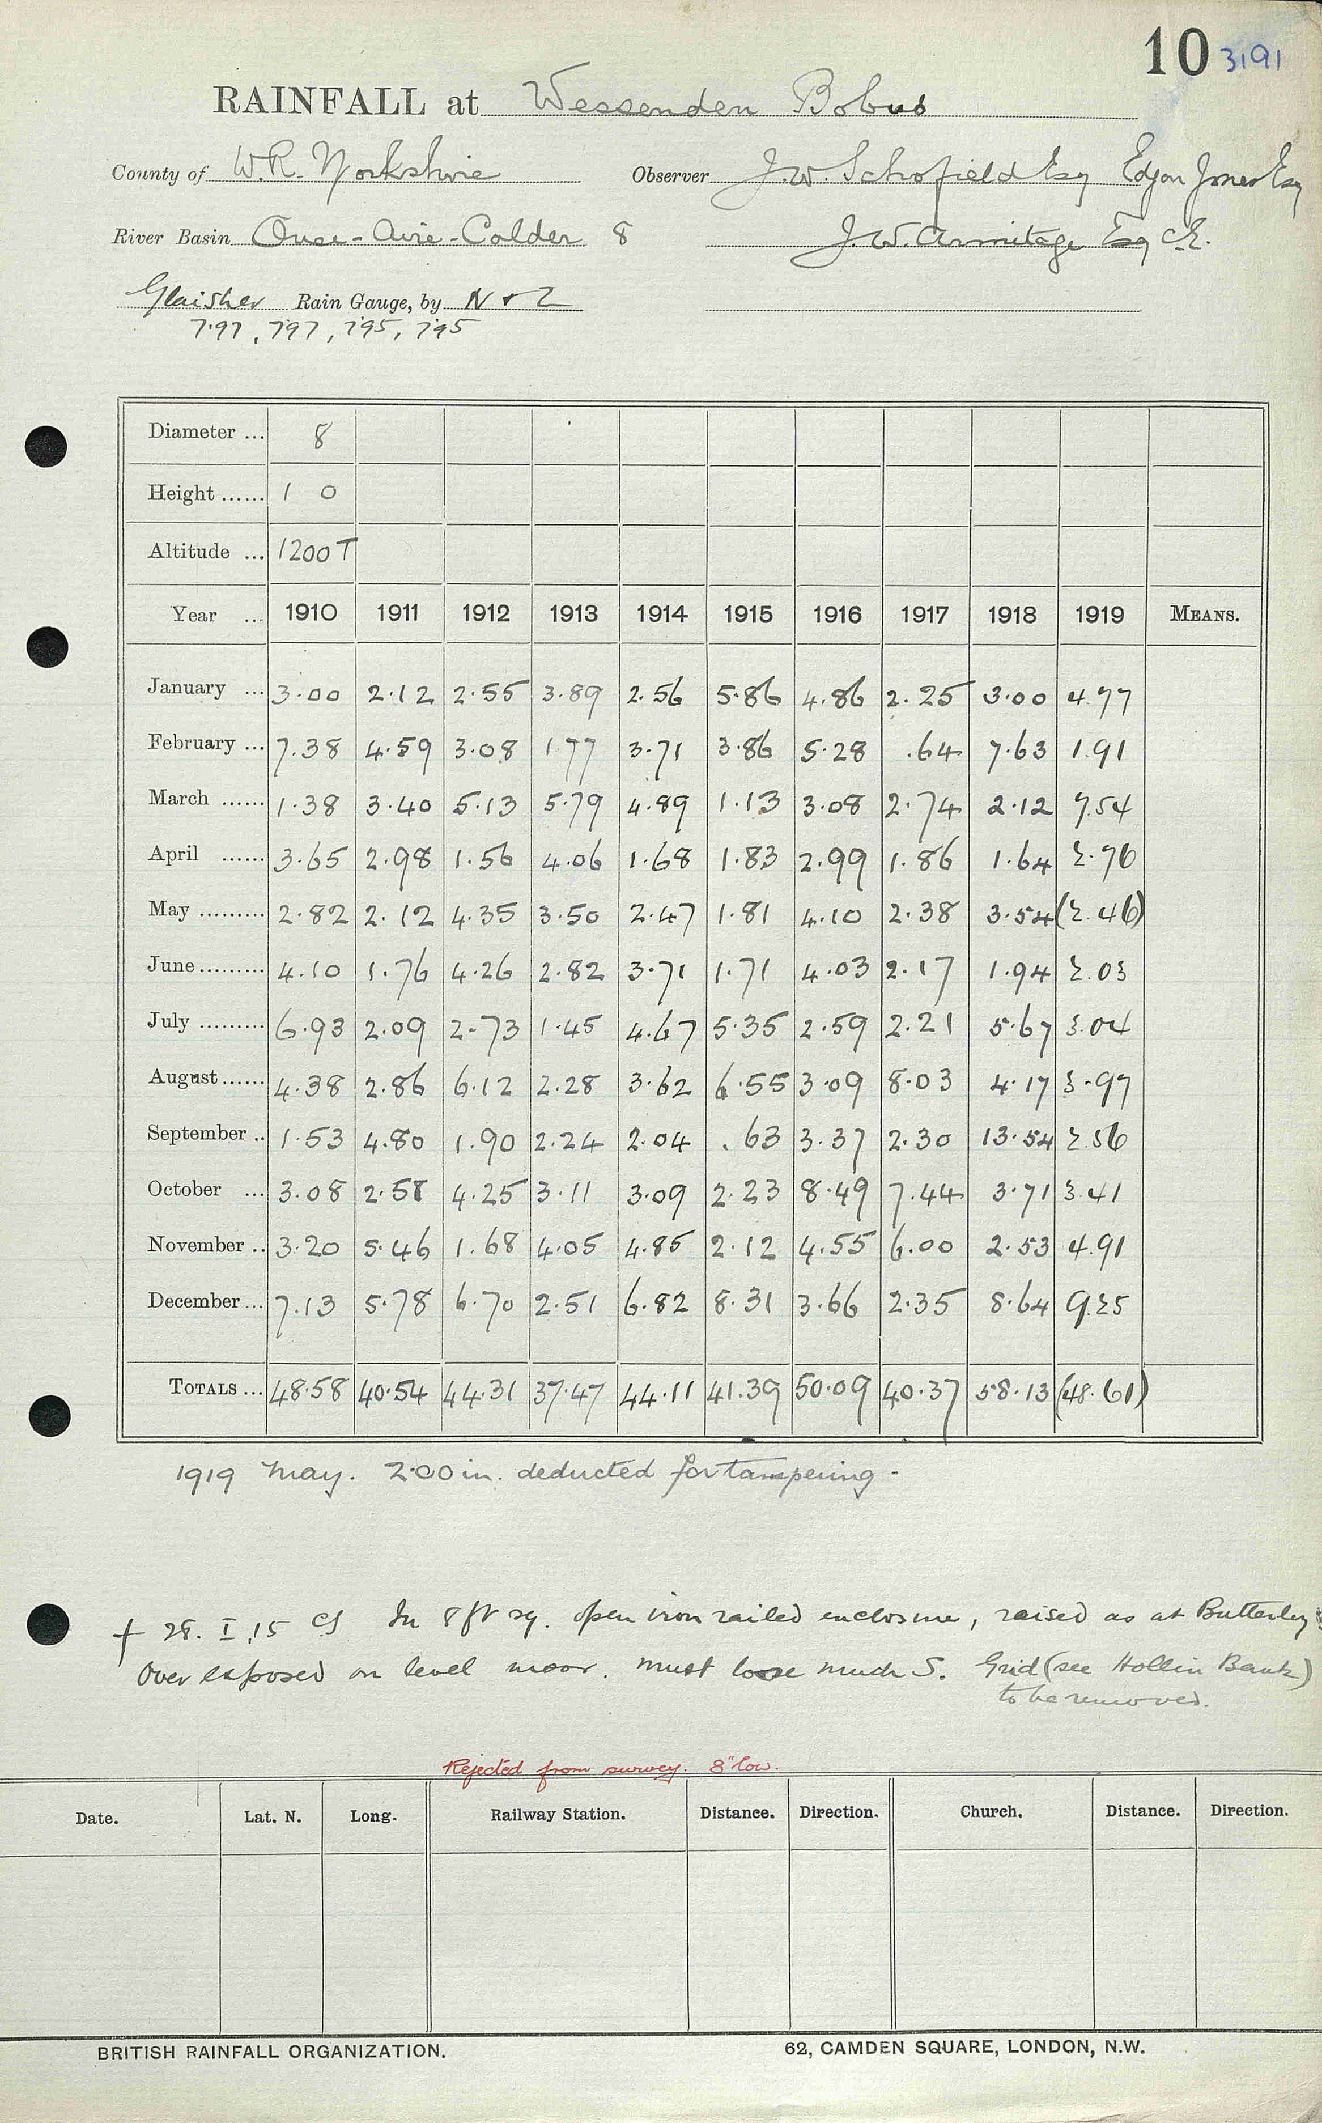 10 3191
RAINFALL at Wessenden Bobus
County of W.R. Yorkshire Observer J.W. Schofield Esq Edgar Jones Esq
River Basin Ouse-Aire-Calder 8 J.W. Armitage Esq C.E.
Glaisher Rain Gauge, by N & Z
7.97, 797, 795, 795
Diameter ... 8
Height ...... 1 0
Altitude ... 1200 T
Year ... 1910 1911 1912 1913 1914 1915 1916 1917 1918 1919 MEANS.
January ... 3.00 2.12 2.55 3.89 2.56 5.86 4.86 2.25 3.00 4.77
February ... 7.38 4.59 3.08 1.77 3.71 3.86 5.28 .64 7.63 1.91
March ...... 1.38 3.40 5.13 5.79 4.89 1.13 3.08 2.74 2.12 7.54
April ...... 3.65 2.98 1.56 4.06 1.68 1.83 2.99 1.86 1.64 2.76
May ......... 2.82 2.12 4.35 3.50 2.47 1.81 4.10 2.38 3.54 (2.46)
June ......... 4.10 1.76 4.26 2.82 3.71 1.71 4.03 2.17 1.94 2.03
July ......... 6.93 2.09 2.73 1.45 4.67 5.35 2.59 2.21 5.67 3.04
August ...... 4.38 2.86 6.12 2.28 3.62 6.55 3.09 8.03 4.17 3.97
September .. 1.53 4.80 1.90 2.24 2.04 .63 3.37 2.30 13.54 2.56
October ... 3.08 2.58 4.25 3.11 3.09 2.23 8.49 7.44 3.71 3.41
November .. 3.20 5.46 1.68 4.05 4.85 2.12 4.55 6.00 2.53 4.91
December ... 7.13 5.78 6.70 2.51 6.82 8.31 3.66 2.35 8.64 9.25
TOTALS ... 48.58 40.54 44.31 37.47 44.11 41.39 50.09 40.37 58.13 (48.61)
1919 May. 2.00 in. deducted for tampering -
+ 28. I. 15 CS In 8 ft sq. open iron railed enclosure, raised as at Butterley
Over exposed on level moor. Must loose much S. Grid (see Hollin Bank)
to be removed.
Rejected from survey. 8" low.
Date. Lat. N. Long. Railway Station. Distance. Direction. Church. Distance. Direction.
BRITISH RAINFALL ORGANIZATION. 62, CAMDEN SQUARE, LONDON, N.W.